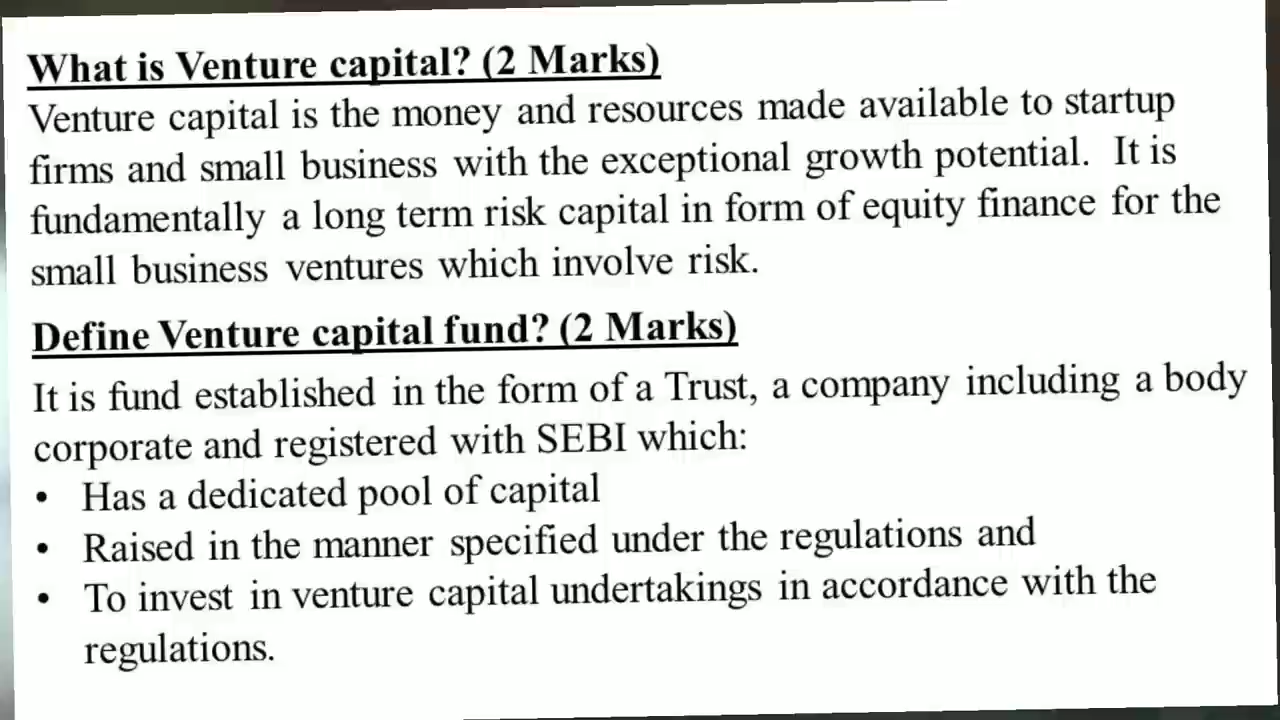 What is Venture capital? (2 Marks)
Venture capital is the money and resources made available to startup
firms and small business with the exceptional growth potential. It is
fundamentally a long term risk capital in form of equity finance for the
small business ventures which involve risk.
Define Venture capital fund? (2 Marks)
It is fund established in the form of a Trust, a company including a body
corporate and registered with SEBI which:
• Has a dedicated pool of capital
• Raised in the manner specified under the regulations and
• To invest in venture capital undertakings in accordance with the
regulations.